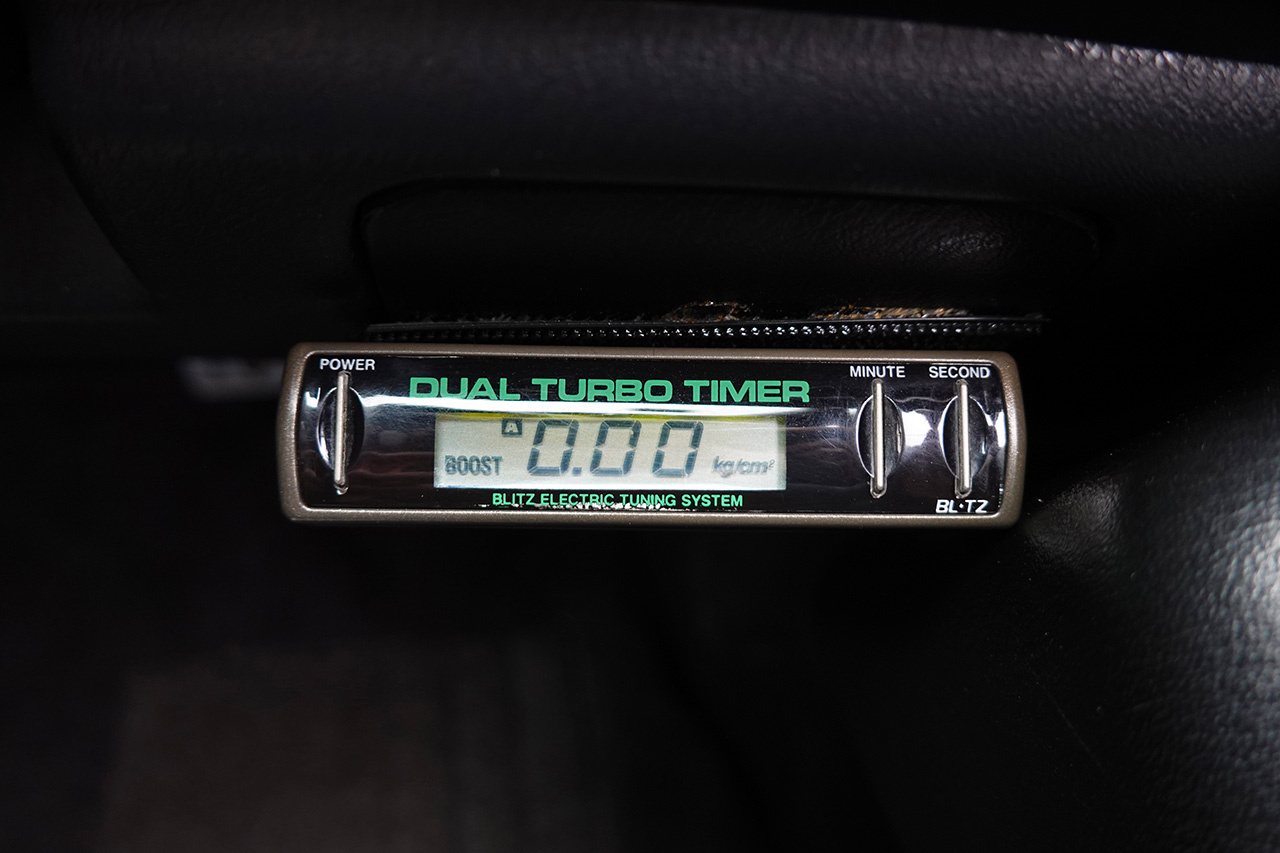 POWER
DUAL TURBO TIMER
MINUTE SECOND
A
BOOST 0.00 kg/cm²
BLITZ ELECTRIC TUNING SYSTEM
BL·TZ